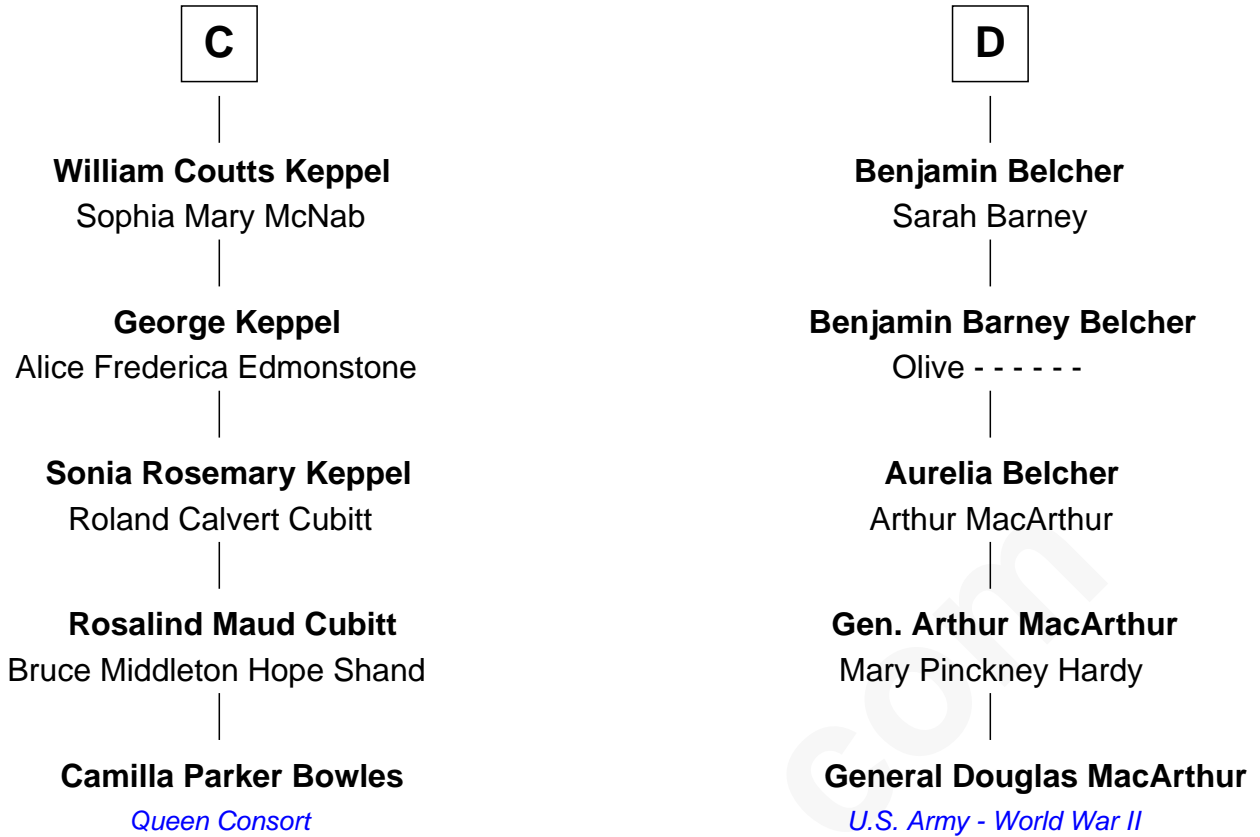 C
William Coutts Keppel
Sophia Mary McNab
George Keppel
Alice Frederica Edmonstone
Sonia Rosemary Keppel
Roland Calvert Cubitt
Rosalind Maud Cubitt
Bruce Middleton Hope Shand
Camilla Parker Bowles
Queen Consort
D
Benjamin Belcher
Sarah Barney
Benjamin Barney Belcher
Olive - - - - - -
Aurelia Belcher
Arthur MacArthur
Gen. Arthur MacArthur
Mary Pinckney Hardy
General Douglas MacArthur
U.S. Army - World War II
com